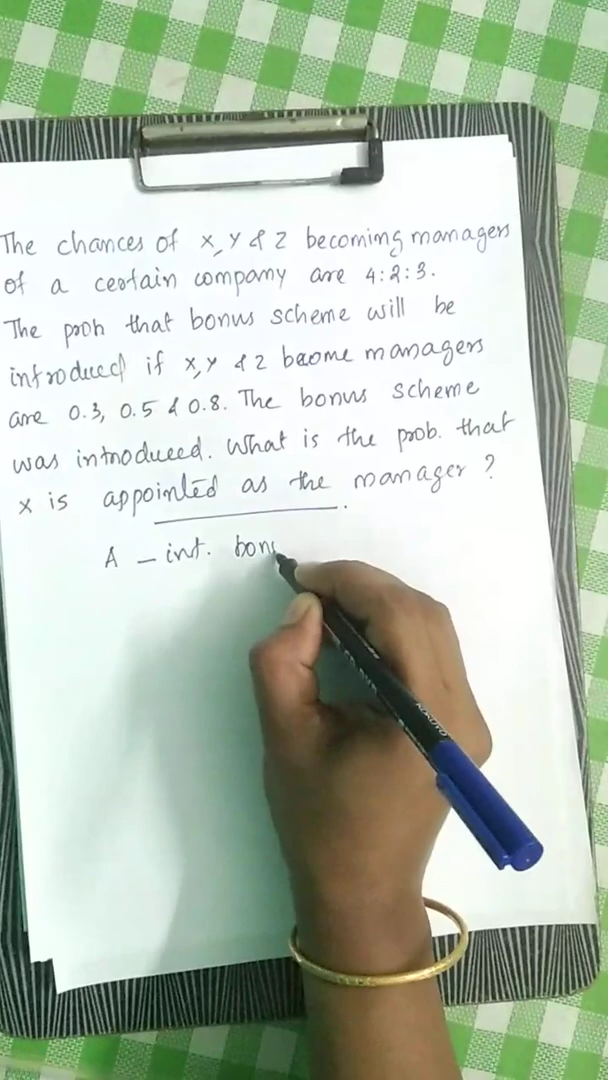 The chances of X, Y & Z becoming managers
of a certain company are 4:2:3.
The prob that bonus scheme will be
introduced if X, Y & Z become managers
are 0.3, 0.5 & 0.8. The bonus scheme
was introduced. What is the prob. that
X is appointed as the manager ?
A - int. bonu